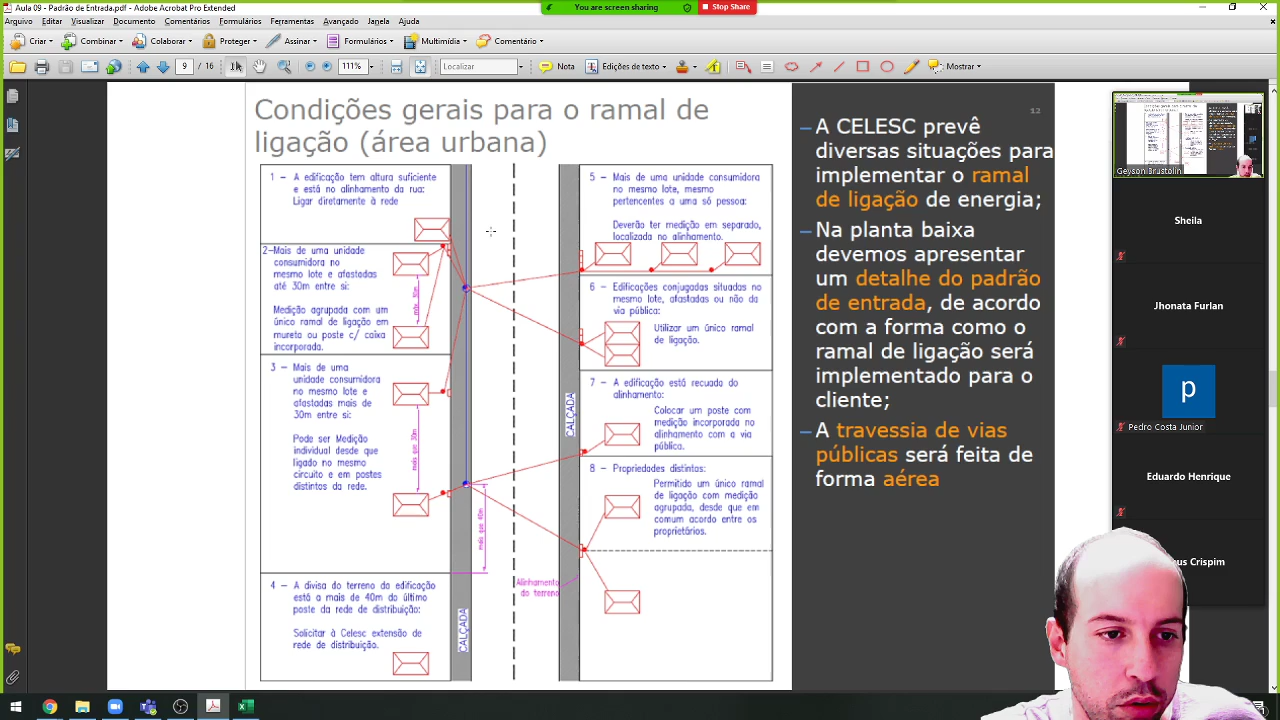 Aula 09 - Padrão de Entrada.pdf - Adobe Acrobat Pro Extended
You are screen sharing
Stop Share
Arquivo Editar Visualizar Documento Comentários Formulários Ferramentas Avançado Janela Ajuda
Criar Combinar Colaborar Proteger Assinar Formulários Multimídia Comentário
9 / 16 111% Localizar Nota Edições de texto Mostrar
Condições gerais para o ramal de
ligação (área urbana)
1 - A edificação tem altura suficiente
e está no alinhamento da rua:
Ligar diretamente à rede
2-Mais de uma unidade
consumidora no
mesmo lote e afastadas
até 30m entre si:
Medição agrupada com um
único ramal de ligação em
mureta ou poste c/ caixa
incorporada.
máx. 30m
3 - Mais de uma
unidade consumidora
no mesmo lote e
afastadas mais de
30m entre si:
Pode ser Medição
individual desde que
ligado no mesmo
circuito e em postes
distintos da rede.
mais que 30m
4 - A divisa do terreno da edificação
está a mais de 40m do último
poste da rede de distribuição:
Solicitar à Celesc extensão de
rede de distribuição.
CALÇADA
mais que 40m
Alinhamento
do terreno
CALÇADA
5 - Mais de uma unidade consumidora
no mesmo lote, mesmo
pertencentes a uma só pessoa:
Deverão ter medição em separado,
localizada no alinhamento.
6 - Edificações conjugadas situadas no
mesmo lote, afastadas ou não da
via pública:
Utilizar um único ramal
de ligação.
7 - A edificação está recuada do
alinhamento:
Colocar um poste com
medição incorporada no
alinhamento com a via
pública.
8 - Propriedades distintas:
Permitido um único ramal
de ligação com medição
agrupada, desde que em
comum acordo entre os
proprietários.
12
– A CELESC prevê
diversas situações para
implementar o ramal
de ligação de energia;
– Na planta baixa
devemos apresentar
um detalhe do padrão
de entrada, de acordo
com a forma como o
ramal de ligação será
implementado para o
cliente;
– A travessia de vias
públicas será feita de
forma aérea
Sheila
Jhonata Furlan
p
Pedro Costa Junior
Eduardo Henrique
us Crispim